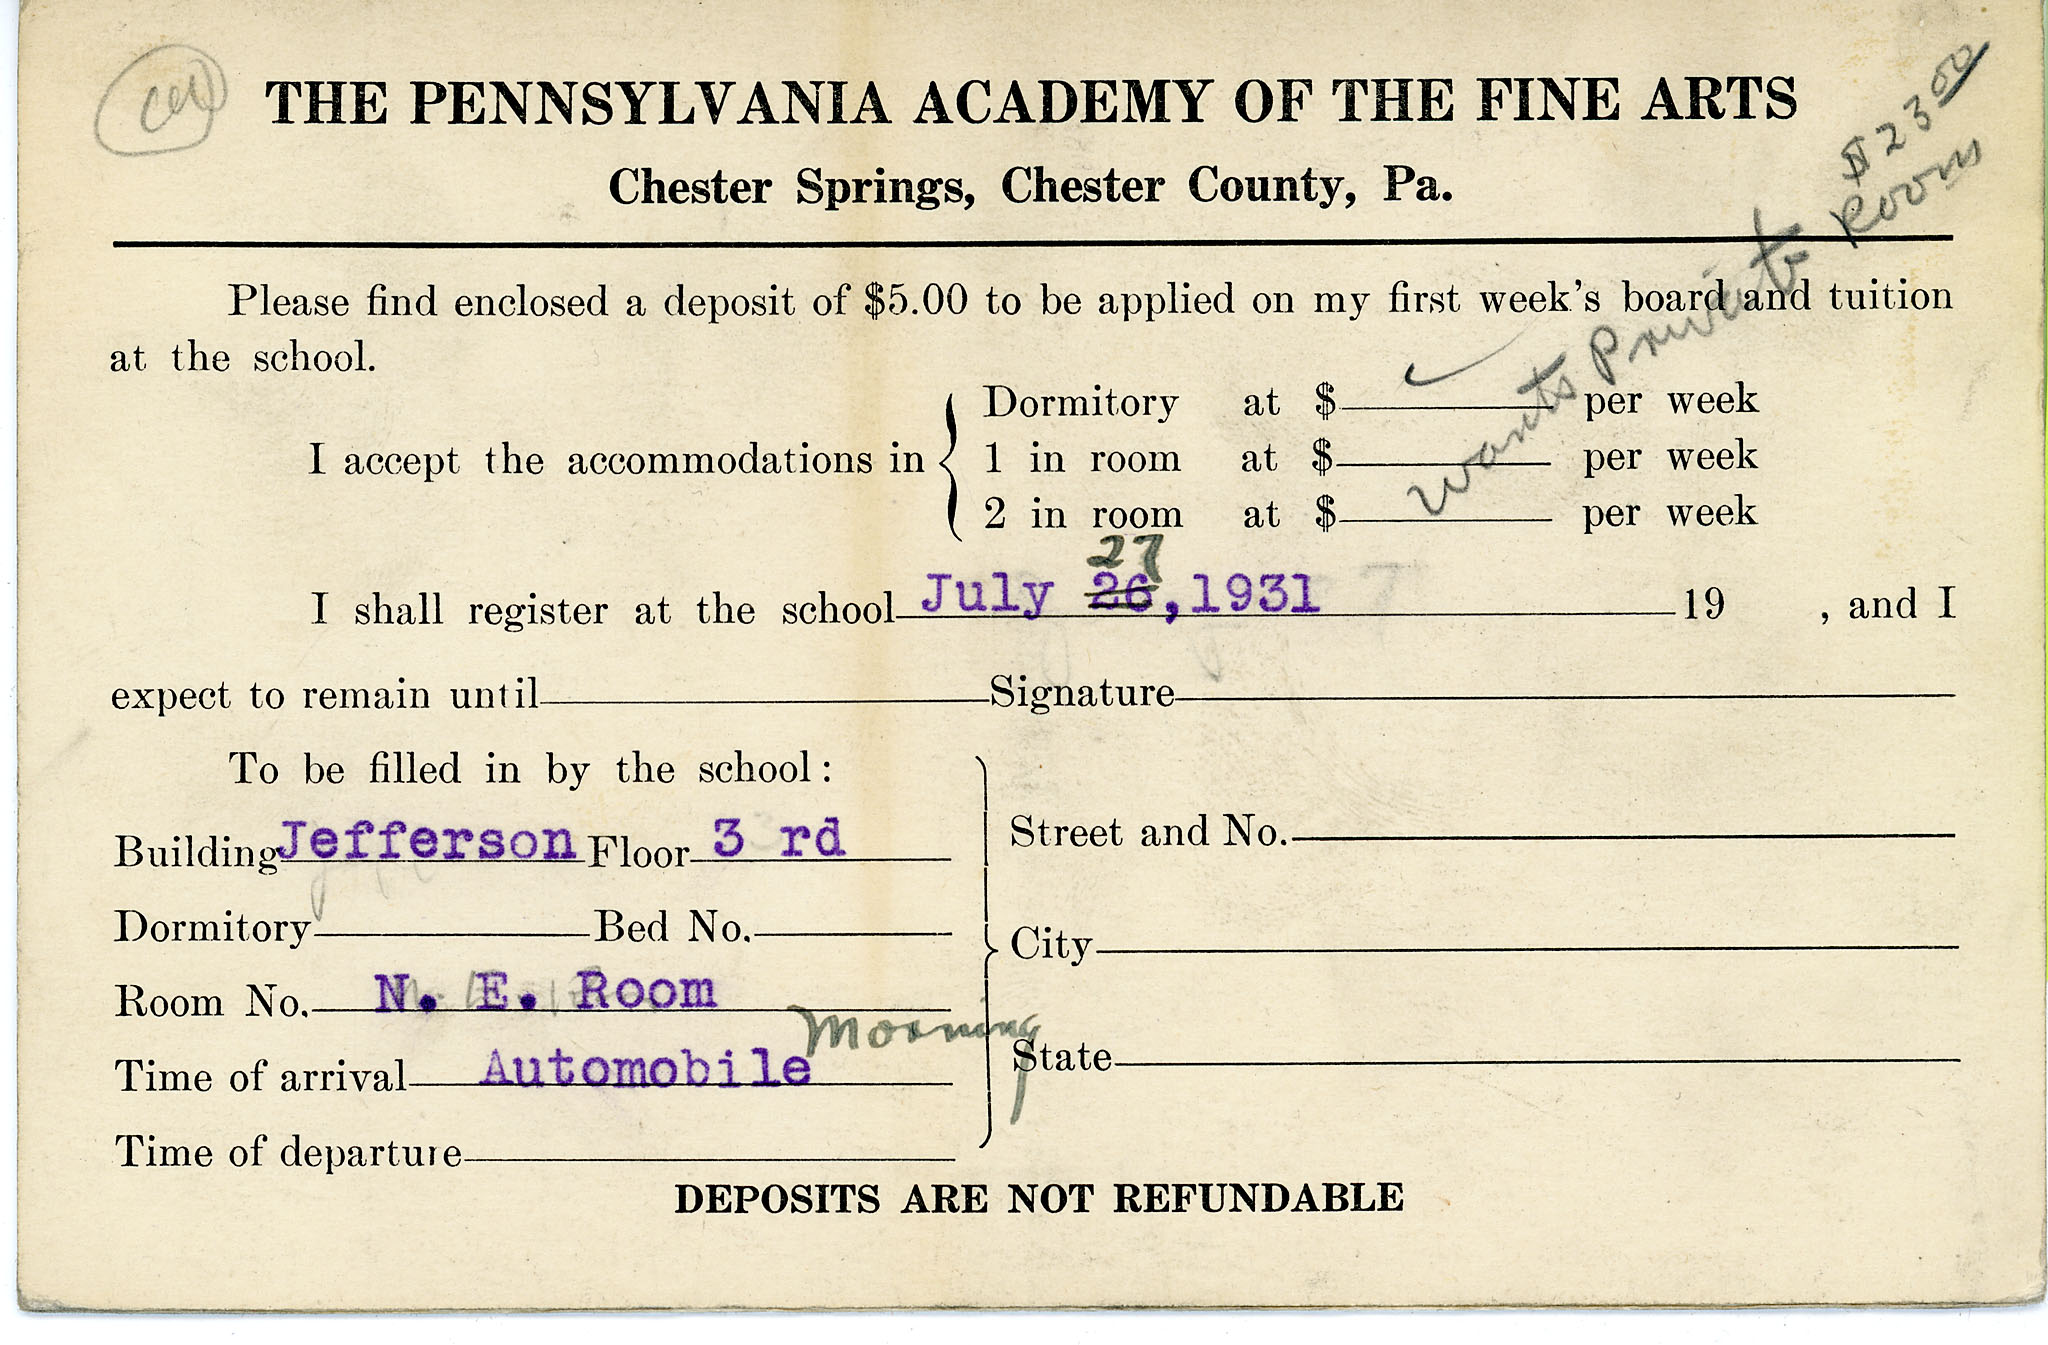 THE PENNSYLVANIA ACADEMY OF THE FINE ARTS
Chester Springs, Chester County, Pa.
$23 00
Wants Private Room
Please find enclosed a deposit of $5.00 to be applied on my first week's board and tuition
at the school.
I accept the accommodations in
Dormitory at $ per week
1 in room at $ per week
2 in room at $ per week
27
I shall register at the school July 26, 1931 19 , and I
expect to remain until Signature
To be filled in by the school:
Building Jefferson Floor 3 rd
Dormitory Bed No.
Room No. N. E. Room
Time of arrival Automobile Morning
Time of departure
Street and No.
City
State
DEPOSITS ARE NOT REFUNDABLE